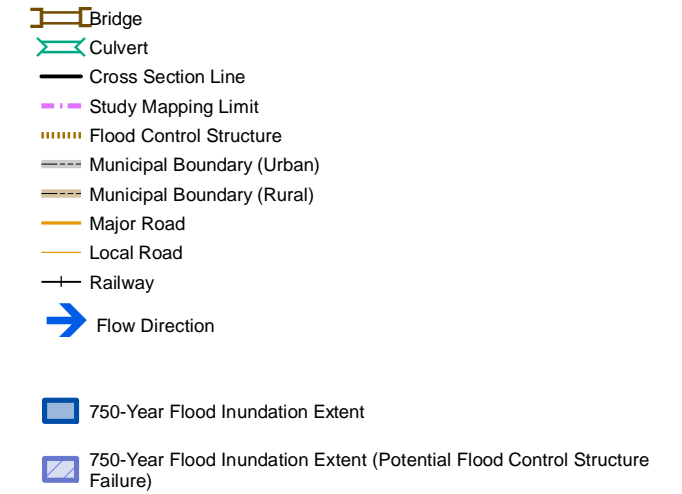 Bridge
Culvert
Cross Section Line
Study Mapping Limit
Flood Control Structure
Municipal Boundary (Urban)
Municipal Boundary (Rural)
Major Road
Local Road
Railway
Flow Direction
750-Year Flood Inundation Extent
750-Year Flood Inundation Extent (Potential Flood Control Structure
Failure)